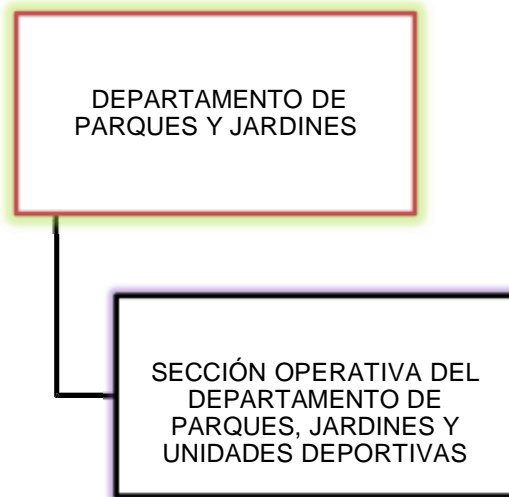 DEPARTAMENTO DE
PARQUES Y JARDINES
SECCIÓN OPERATIVA DEL
DEPARTAMENTO DE
PARQUES, JARDINES Y
UNIDADES DEPORTIVAS